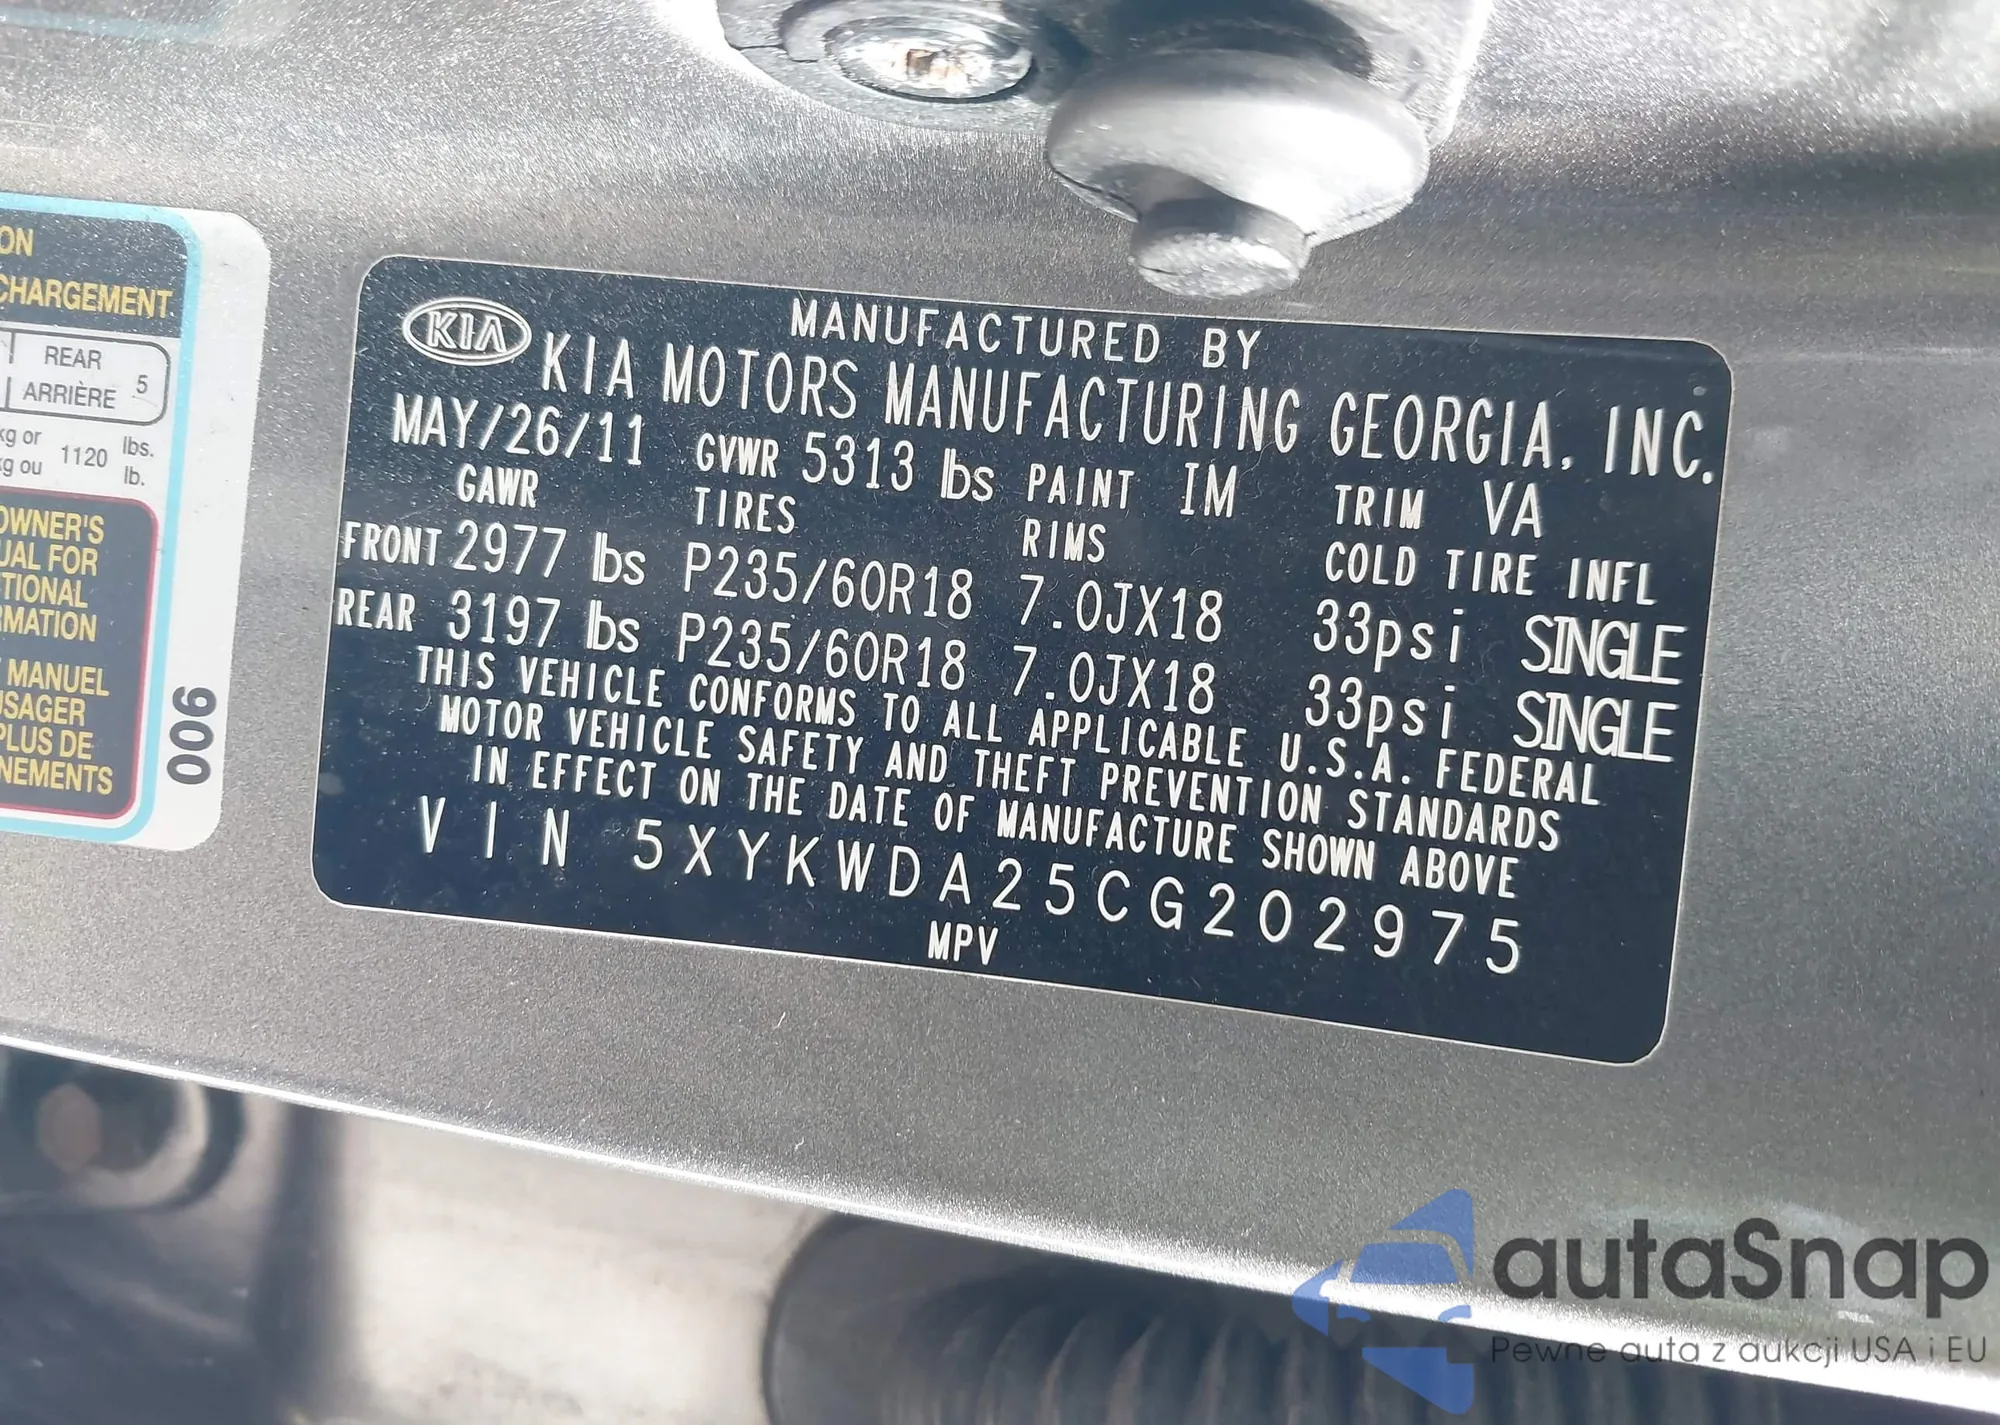 ON
CHARGEMENT
REAR
ARRIÈRE 5
kg or
kg ou 1120 lbs.
lb.
OWNER'S
UAL FOR
TIONAL
RMATION
MANUEL
USAGER
PLUS DE
NEMENTS
006
KIA
MANUFACTURED BY
KIA MOTORS MANUFACTURING GEORGIA, INC.
MAY/26/11 GVWR 5313 lbs PAINT IM TRIM VA
GAWR TIRES RIMS COLD TIRE INFL
FRONT 2977 lbs P235/60R18 7.0JX18 33psi SINGLE
REAR 3197 lbs P235/60R18 7.0JX18 33psi SINGLE
THIS VEHICLE CONFORMS TO ALL APPLICABLE U.S.A. FEDERAL
MOTOR VEHICLE SAFETY AND THEFT PREVENTION STANDARDS
IN EFFECT ON THE DATE OF MANUFACTURE SHOWN ABOVE
VIN 5XYKWDA25CG202975
MPV
autaSnap
Pewne auta z aukcji USA i EU